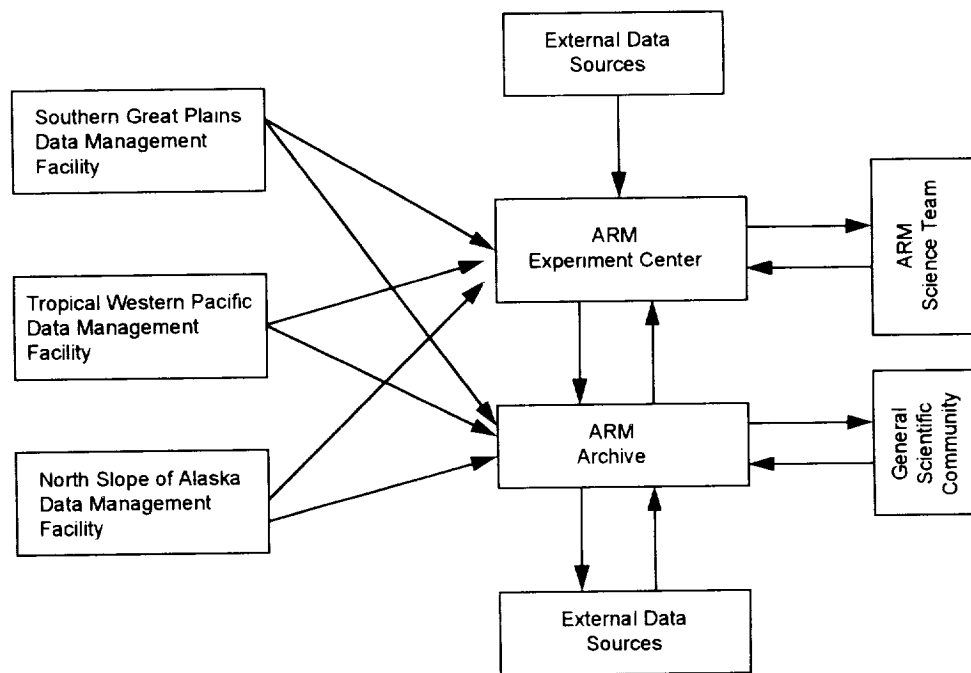 External Data
Sources
Southern Great Plains
Data Management
Facility
ARM
Experiment Center
ARM
Science Team
Tropical Western Pacific
Data Management
Facility
ARM
Archive
General
Scientific
Community
North Slope of Alaska
Data Management
Facility
External Data
Sources